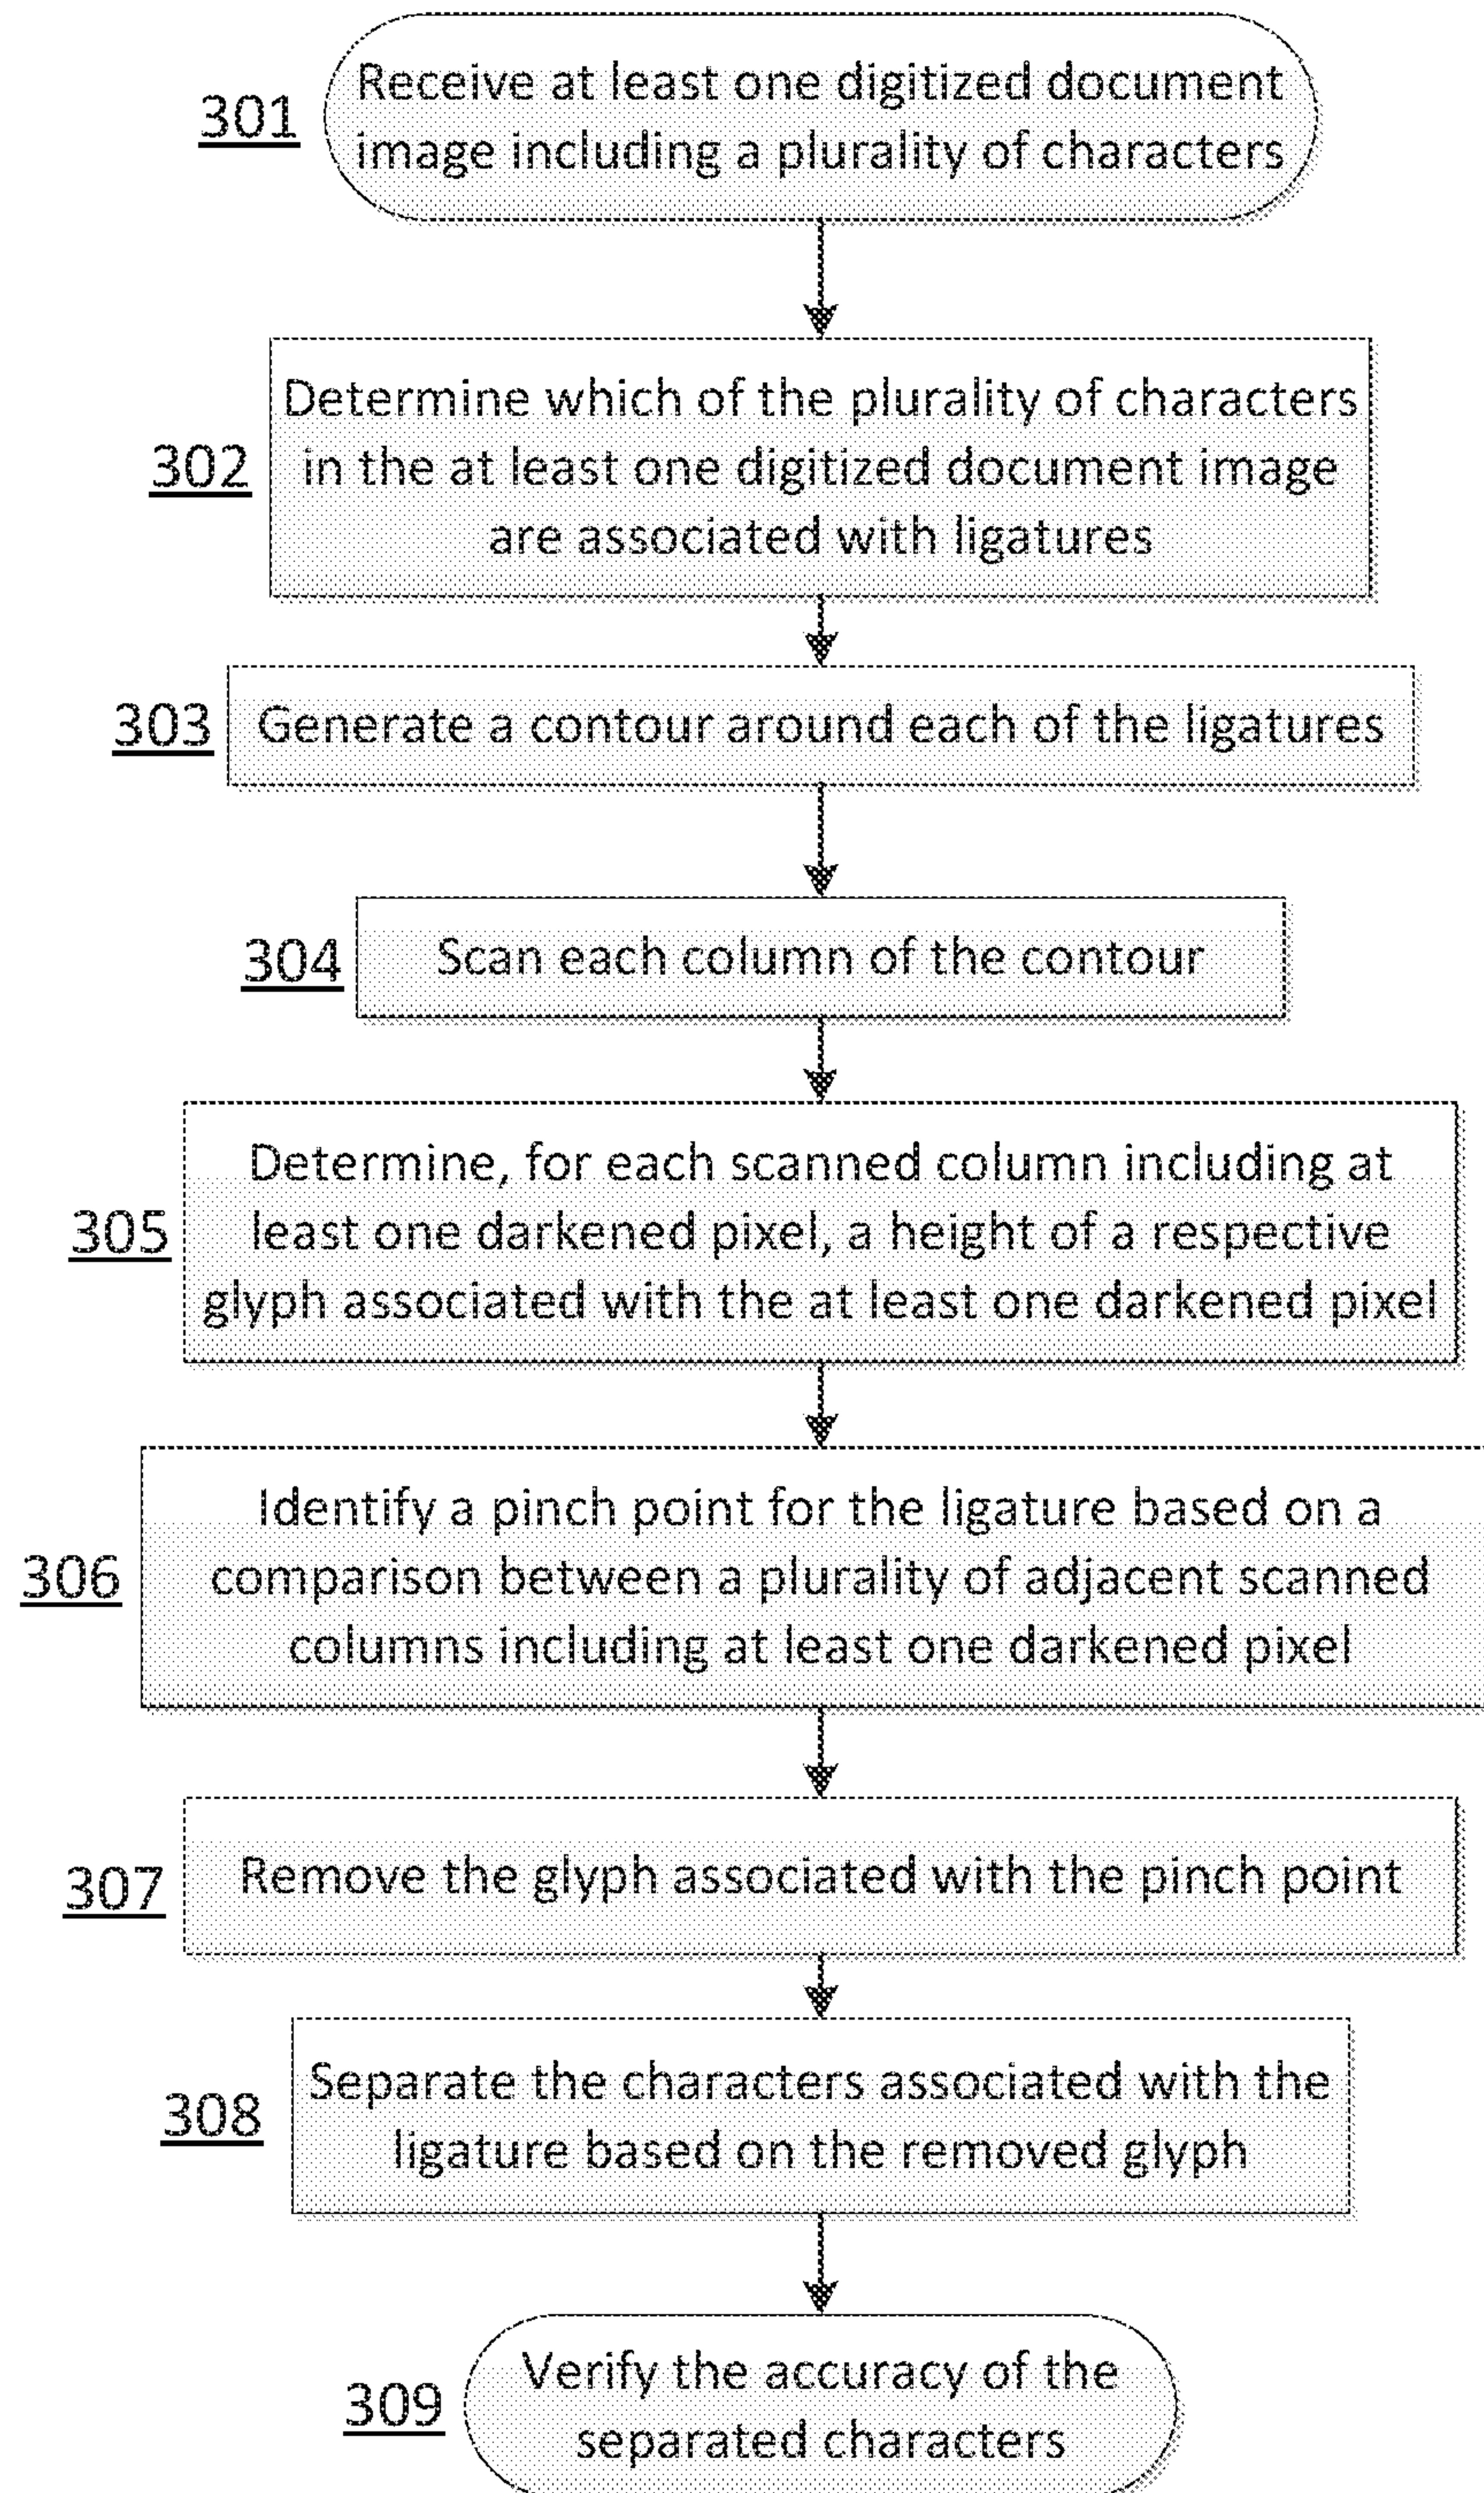 301
Receive at least one digitized document
image including a plurality of characters
302
Determine which of the plurality of characters
in the at least one digitized document image
are associated with ligatures
303
Generate a contour around each of the ligatures
304
Scan each column of the contour
305
Determine, for each scanned column including at
least one darkened pixel, a height of a respective
glyph associated with the at least one darkened pixel
306
Identify a pinch point for the ligature based on a
comparison between a plurality of adjacent scanned
columns including at least one darkened pixel
307
Remove the glyph associated with the pinch point
308
Separate the characters associated with the
ligature based on the removed glyph
309
Verify the accuracy of the
separated characters